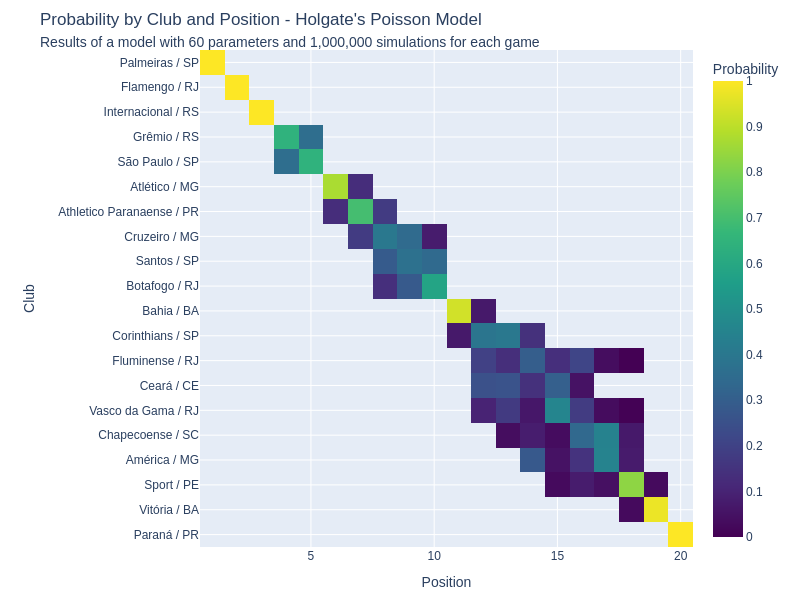 Probability by Club and Position - Holgate's Poisson Model
Results of a model with 60 parameters and 1,000,000 simulations for each game
Probability
Palmeiras / SP
Flamengo / RJ
Internacional / RS
Grêmio / RS
São Paulo / SP
Atlético / MG
Athletico Paranaense / PR
Cruzeiro / MG
Santos / SP
Botafogo / RJ
Bahia / BA
Corinthians / SP
Fluminense / RJ
Ceará / CE
Vasco da Gama / RJ
Chapecoense / SC
América / MG
Sport / PE
Vitória / BA
Paraná / PR
Club
5
10
15
20
Position
1
0.9
0.8
0.7
0.6
0.5
0.4
0.3
0.2
0.1
0